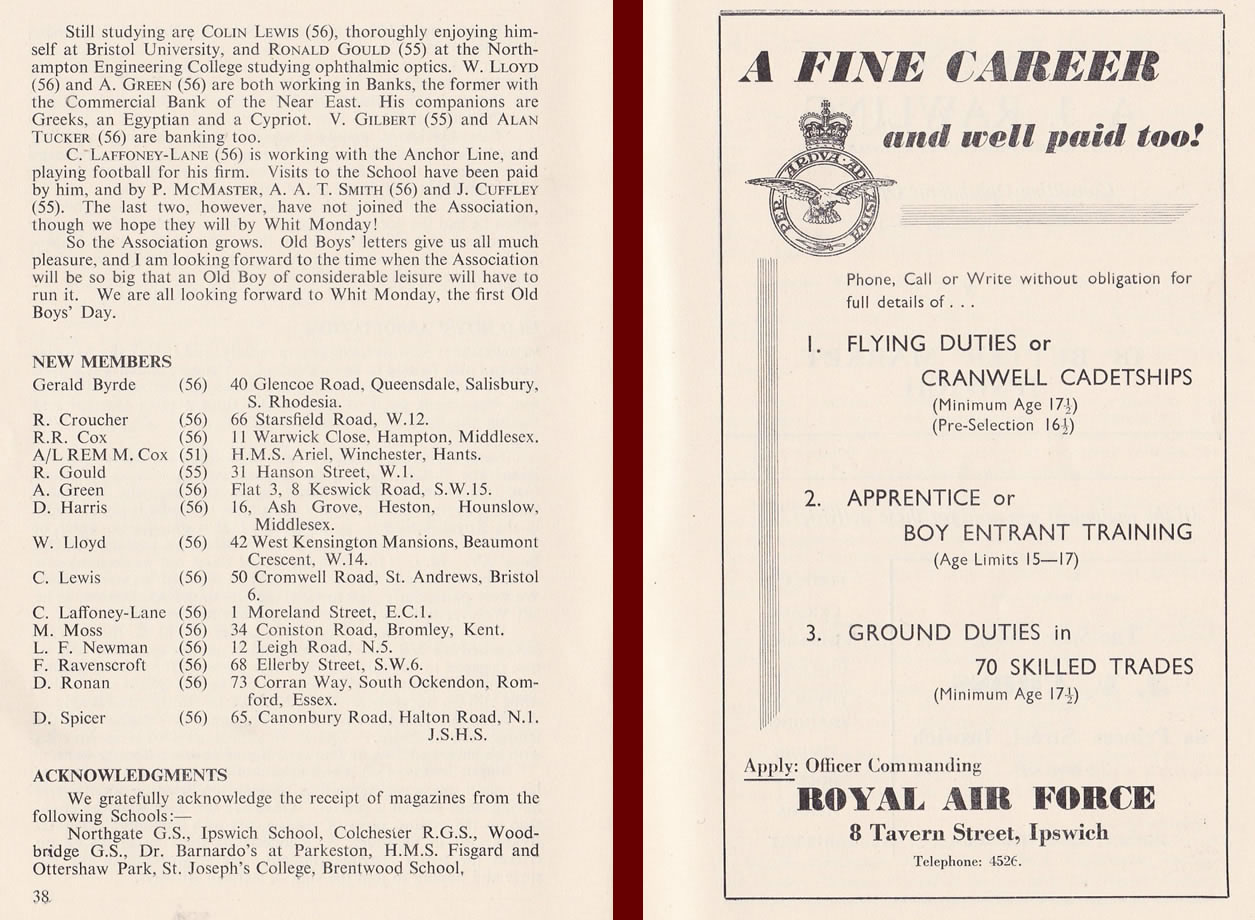 Still studying are COLIN LEWIS (56), thoroughly enjoying him-
self at Bristol University, and RONALD GOULD (55) at the North-
ampton Engineering College studying ophthalmic optics. W. LLOYD
(56) and A. GREEN (56) are both working in Banks, the former with
the Commercial Bank of the Near East. His companions are
Greeks, an Egyptian and a Cypriot. V. GILBERT (55) and ALAN
TUCKER (56) are banking too.
C. LAFFONEY-LANE (56) is working with the Anchor Line, and
playing football for his firm. Visits to the School have been paid
by him, and by P. MCMASTER, A. A. T. SMITH (56) and J. CUFFLEY
(55). The last two, however, have not joined the Association,
though we hope they will by Whit Monday!
So the Association grows. Old Boys' letters give us all much
pleasure, and I am looking forward to the time when the Association
will be so big that an Old Boy of considerable leisure will have to
run it. We are all looking forward to Whit Monday, the first Old
Boys' Day.
NEW MEMBERS
Gerald Byrde (56) 40 Glencoe Road, Queensdale, Salisbury,
S. Rhodesia.
R. Croucher (56) 66 Starsfield Road, W.12.
R.R. Cox (56) 11 Warwick Close, Hampton, Middlesex.
A/L REM M. Cox (51) H.M.S. Ariel, Winchester, Hants.
R. Gould (55) 31 Hanson Street, W.1.
A. Green (56) Flat 3, 8 Keswick Road, S.W.15.
D. Harris (56) 16, Ash Grove, Heston, Hounslow,
Middlesex.
W. Lloyd (56) 42 West Kensington Mansions, Beaumont
Crescent, W.14.
C. Lewis (56) 50 Cromwell Road, St. Andrews, Bristol
6.
C. Laffoney-Lane (56) 1 Moreland Street, E.C.1.
M. Moss (56) 34 Coniston Road, Bromley, Kent.
L. F. Newman (56) 12 Leigh Road, N.5.
F. Ravenscroft (56) 68 Ellerby Street, S.W.6.
D. Ronan (56) 73 Corran Way, South Ockendon, Rom-
ford, Essex.
D. Spicer (56) 65, Canonbury Road, Halton Road, N.1.
J.S.H.S.
ACKNOWLEDGMENTS
We gratefully acknowledge the receipt of magazines from the
following Schools:—
Northgate G.S., Ipswich School, Colchester R.G.S., Wood-
bridge G.S., Dr. Barnardo's at Parkeston, H.M.S. Fisgard and
Ottershaw Park, St. Joseph's College, Brentwood School,
38
A FINE CAREER
and well paid too!
PER ARDVA AD ASTRA
Phone, Call or Write without obligation for
full details of . . .
1. FLYING DUTIES or
CRANWELL CADETSHIPS
(Minimum Age 17½)
(Pre-Selection 16½)
2. APPRENTICE or
BOY ENTRANT TRAINING
(Age Limits 15—17)
3. GROUND DUTIES in
70 SKILLED TRADES
(Minimum Age 17½)
Apply: Officer Commanding
ROYAL AIR FORCE
8 Tavern Street, Ipswich
Telephone: 4526.